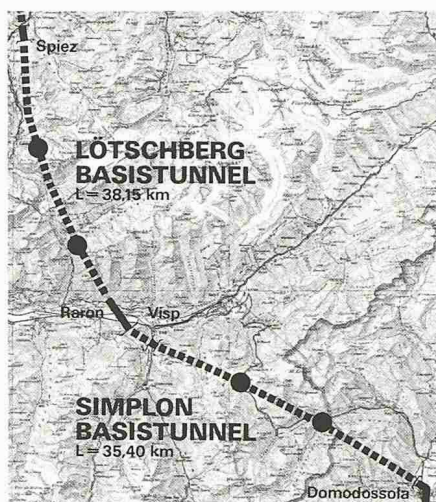 Spiez
LÖTSCHBERG
BASISTUNNEL
L = 38,15 km
Raron
Visp
SIMPLON
BASISTUNNEL
L = 35,40 km
Domodossola